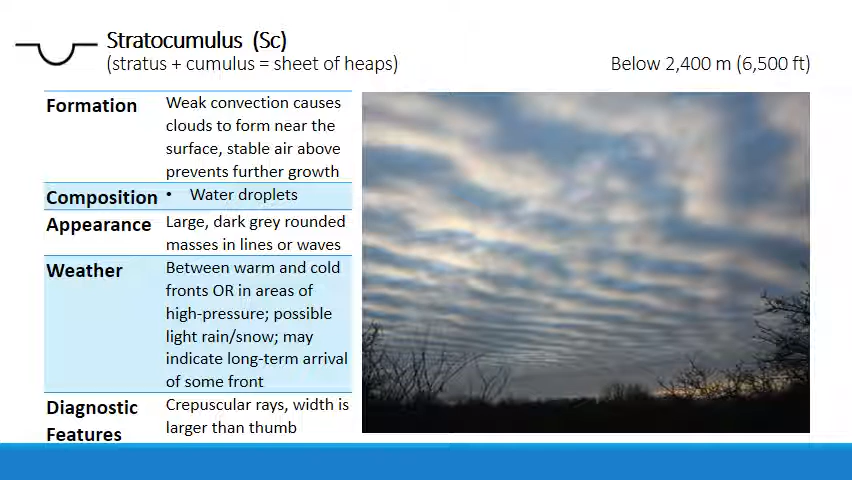 Stratocumulus (Sc)
(stratus + cumulus = sheet of heaps)
Below 2,400 m (6,500 ft)
Formation
Weak convection causes
clouds to form near the
surface, stable air above
prevents further growth
Composition
• Water droplets
Appearance
Large, dark grey rounded
masses in lines or waves
Weather
Between warm and cold
fronts OR in areas of
high-pressure; possible
light rain/snow; may
indicate long-term arrival
of some front
Diagnostic
Features
Crepuscular rays, width is
larger than thumb